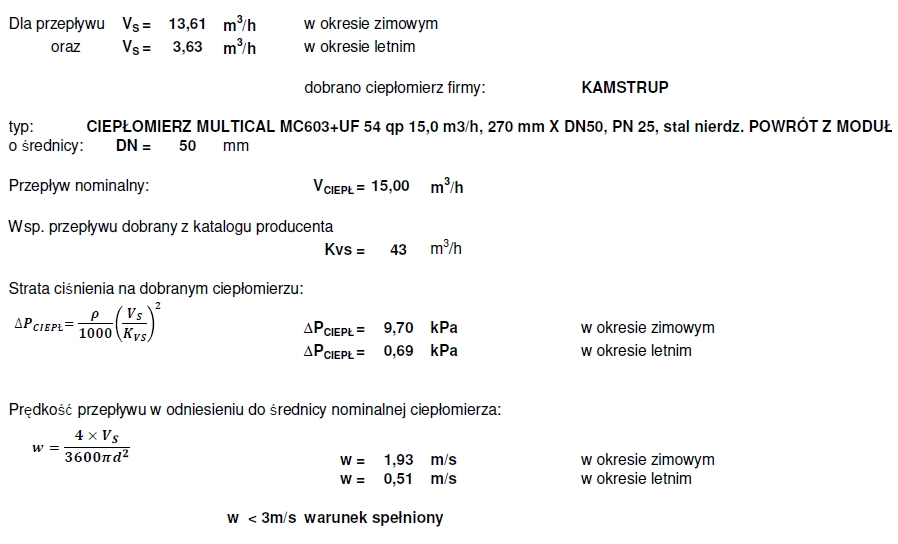 Dla przepływu V_S = 13,61 m³/h w okresie zimowym
oraz V_S = 3,63 m³/h w okresie letnim
dobrano ciepłomierz firmy: KAMSTRUP
typ: CIEPŁOMIERZ MULTICAL MC603+UF 54 qp 15,0 m3/h, 270 mm X DN50, PN 25, stal nierdz. POWRÓT Z MODUŁ
o średnicy: DN = 50 mm
Przepływ nominalny: V_CIEPŁ = 15,00 m³/h
Wsp. przepływu dobrany z katalogu producenta
Kvs = 43 m³/h
Strata ciśnienia na dobranym ciepłomierzu:
ΔP_CIEPŁ = ρ/1000 (V_S/K_VS)²
ΔP_CIEPŁ = 9,70 kPa w okresie zimowym
ΔP_CIEPŁ = 0,69 kPa w okresie letnim
Prędkość przepływu w odniesieniu do średnicy nominalnej ciepłomierza:
w = 4 × V_S / 3600πd²
w = 1,93 m/s w okresie zimowym
w = 0,51 m/s w okresie letnim
w < 3m/s warunek spełniony